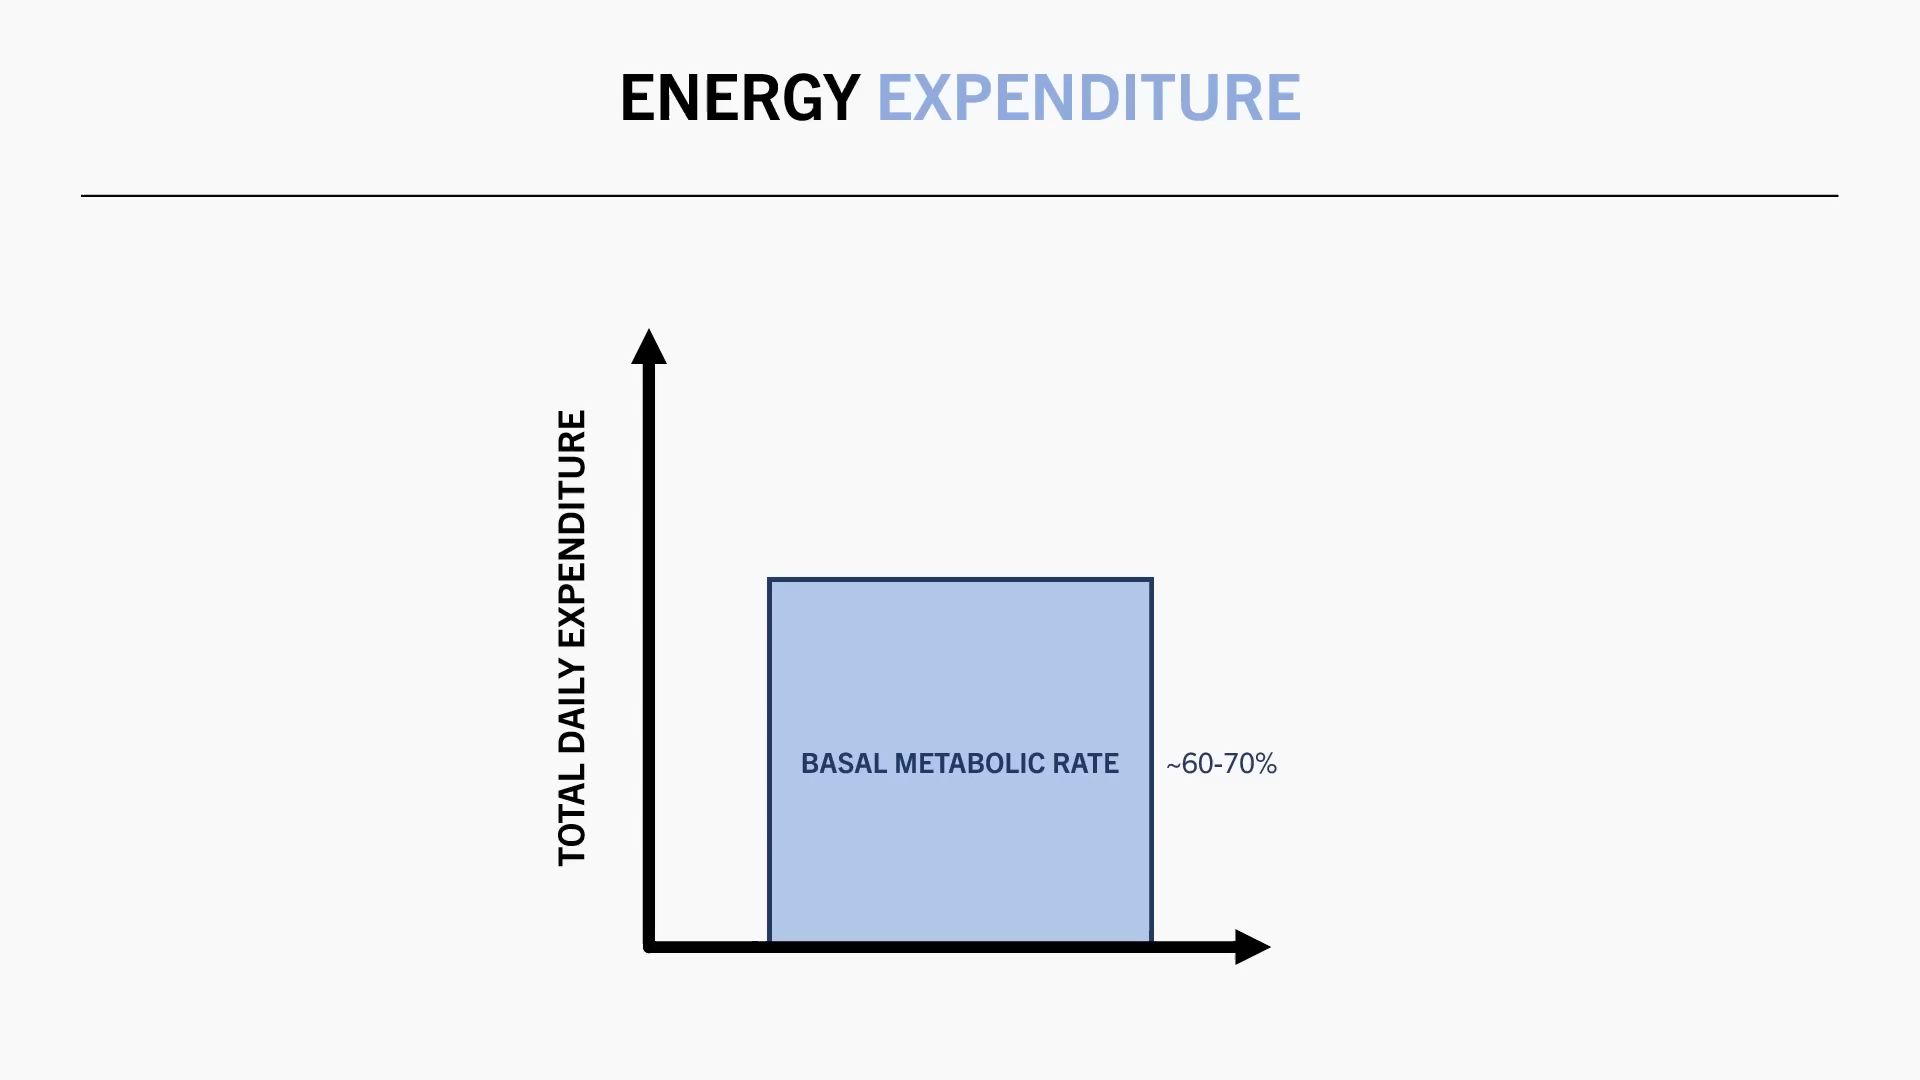 ENERGY EXPENDITURE
TOTAL DAILY EXPENDITURE
BASAL METABOLIC RATE
~60-70%